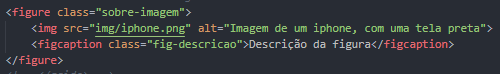 <figure class="sobre-imagem">
<img src="img/iphone.png" alt="Imagem de um iphone, com uma tela preta">
<figcaption class="fig-descricao">Descrição da figura</figcaption>
</figure>